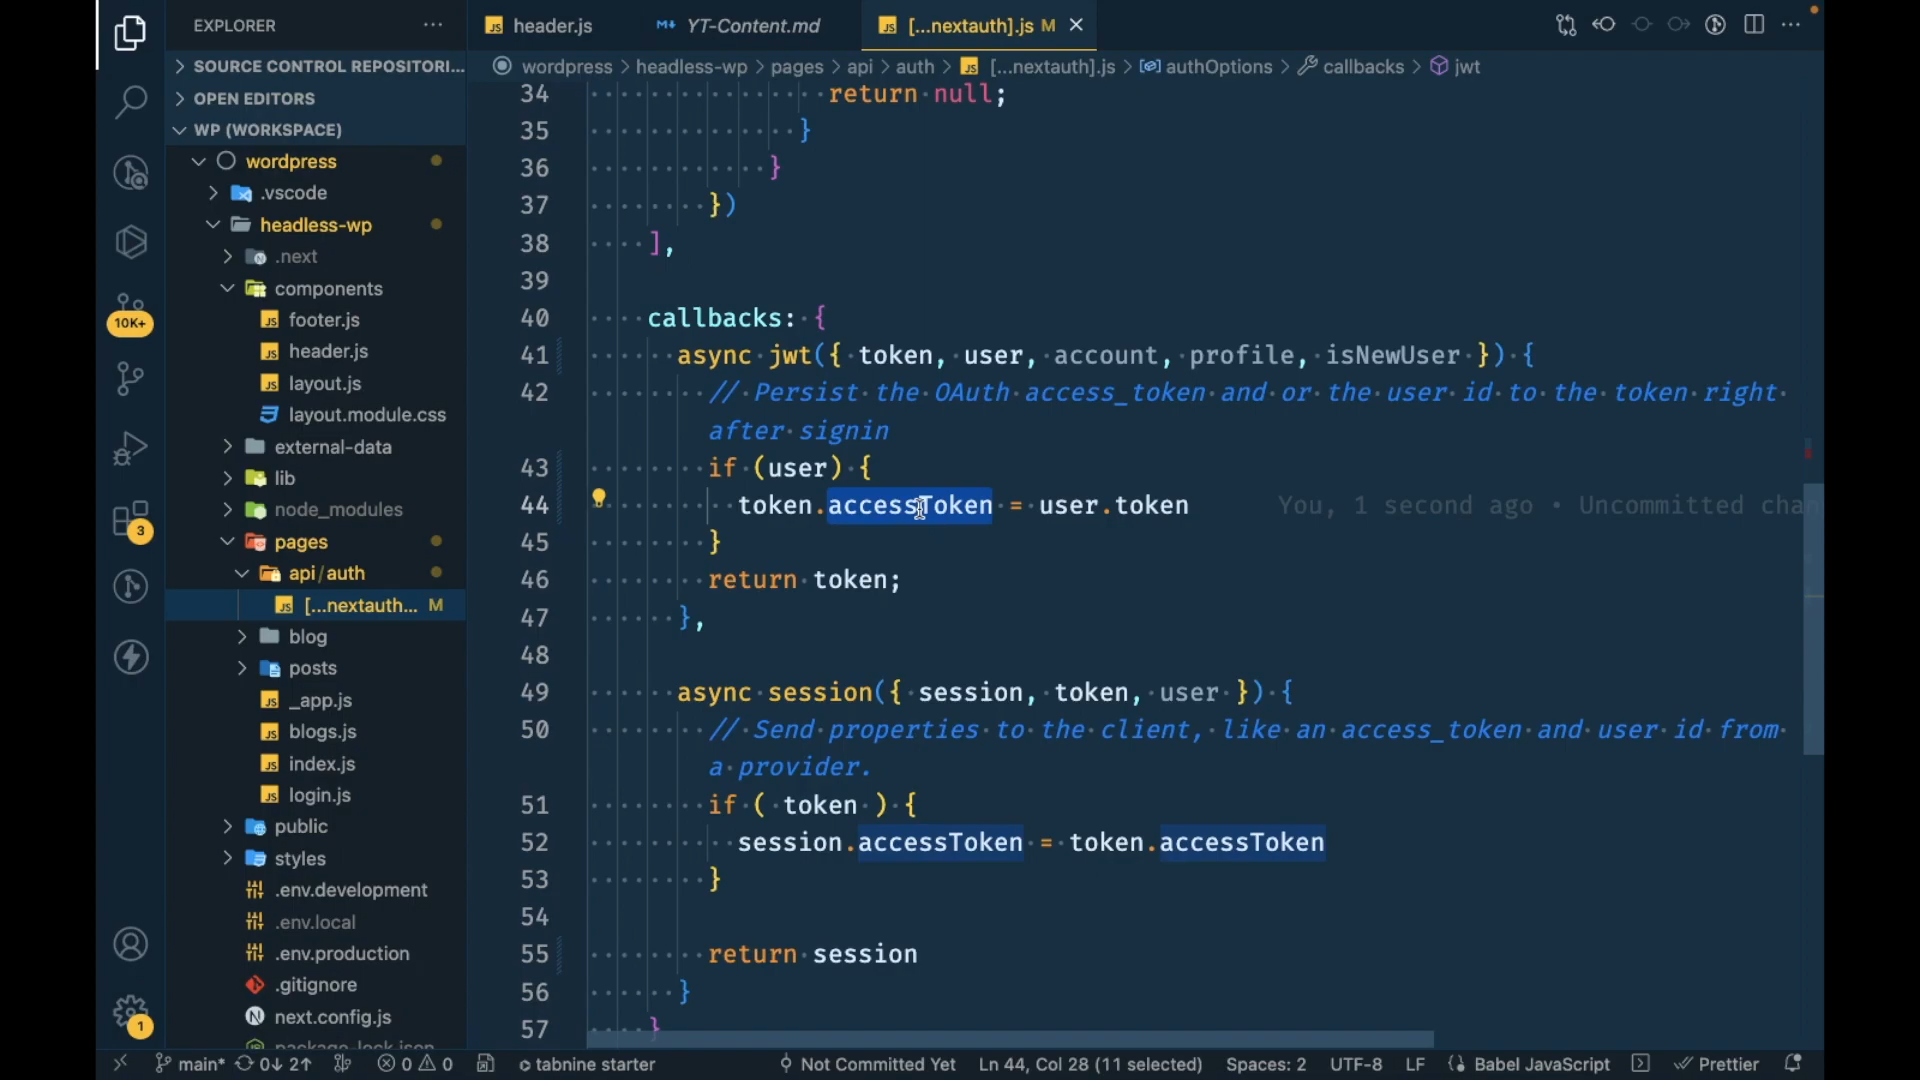 EXPLORER
SOURCE CONTROL REPOSITORI...
OPEN EDITORS
WP (WORKSPACE)
wordpress
.vscode
headless-wp
.next
components
footer.js
header.js
layout.js
layout.module.css
external-data
lib
node_modules
pages
api/auth
[...nextauth... M
blog
posts
_app.js
blogs.js
index.js
login.js
public
styles
.env.development
.env.local
.env.production
.gitignore
next.config.js
package-lock.json
10K+
3
1
header.js
YT-Content.md
[...nextauth].js M
wordpress > headless-wp > pages > api > auth > [...nextauth].js > authOptions > callbacks > jwt
34 return null;
35 }
36 }
37 })
38 ],
39
40 callbacks: {
41 async jwt({ token, user, account, profile, isNewUser }) {
42 // Persist the OAuth access_token and or the user id to the token right
after signin
43 if (user) {
44 token.accessToken = user.token You, 1 second ago • Uncommitted chan
45 }
46 return token;
47 },
48
49 async session({ session, token, user }) {
50 // Send properties to the client, like an access_token and user id from
a provider.
51 if ( token ) {
52 session.accessToken = token.accessToken
53 }
54
55 return session
56 }
57 }
main* 0↓ 2↑ 0 0 tabnine starter Not Committed Yet Ln 44, Col 28 (11 selected) Spaces: 2 UTF-8 LF Babel JavaScript Prettier